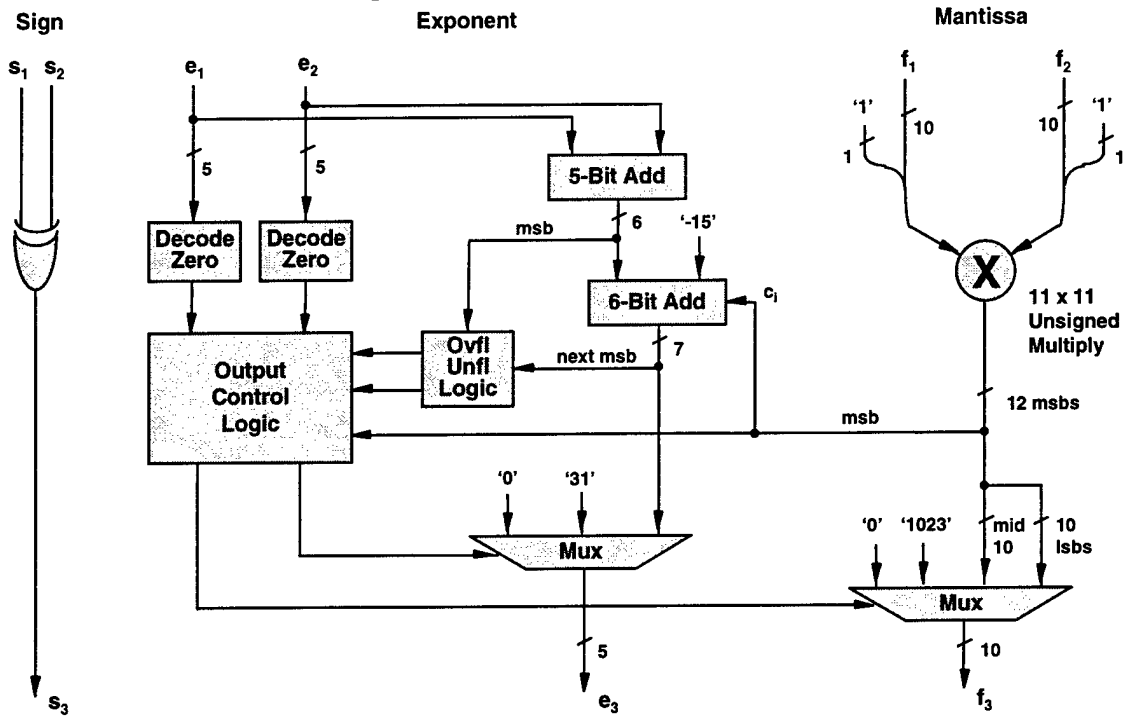 Sign
Exponent
Mantissa
s1 s2
e1
e2
f1
f2
'1'
10
10
'1'
1
1
5
5
5-Bit Add
6
'-15'
msb
Decode
Zero
Decode
Zero
6-Bit Add
ci
X
11 x 11
Unsigned
Multiply
Output
Control
Logic
Ovfl
Unfl
Logic
next msb
7
12 msbs
msb
'0'
'31'
Mux
'0'
'1023'
mid
10
10
lsbs
Mux
5
10
s3
e3
f3